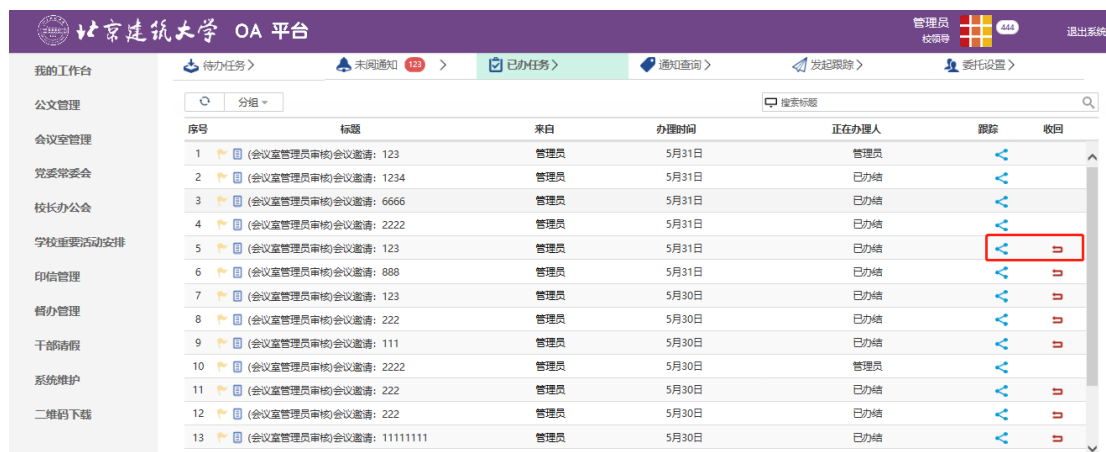 北京建筑大学 OA 平台
管理员
校领导
444
退出系统
待办任务 >
未阅通知 123 >
已办任务 >
通知查询 >
发起跟踪 >
委托设置 >
我的工作台
公文管理
会议室管理
党委常委会
校长办公会
学校重要活动安排
印信管理
督办管理
干部请假
系统维护
二维码下载
分组
搜索标题
序号 标题 来自 办理时间 正在办理人 跟踪 收回
1 (会议室管理员审核)会议邀请: 123 管理员 5月31日 管理员
2 (会议室管理员审核)会议邀请: 1234 管理员 5月31日 已办结
3 (会议室管理员审核)会议邀请: 6666 管理员 5月31日 已办结
4 (会议室管理员审核)会议邀请: 2222 管理员 5月31日 已办结
5 (会议室管理员审核)会议邀请: 123 管理员 5月31日 已办结
6 (会议室管理员审核)会议邀请: 888 管理员 5月31日 已办结
7 (会议室管理员审核)会议邀请: 123 管理员 5月30日 已办结
8 (会议室管理员审核)会议邀请: 222 管理员 5月30日 已办结
9 (会议室管理员审核)会议邀请: 111 管理员 5月30日 已办结
10 (会议室管理员审核)会议邀请: 2222 管理员 5月30日 管理员
11 (会议室管理员审核)会议邀请: 222 管理员 5月30日 已办结
12 (会议室管理员审核)会议邀请: 222 管理员 5月30日 已办结
13 (会议室管理员审核)会议邀请: 11111111 管理员 5月30日 已办结